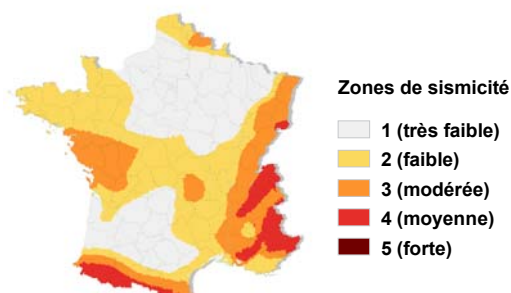 Zones de sismicité
1 (très faible)
2 (faible)
3 (modérée)
4 (moyenne)
5 (forte)